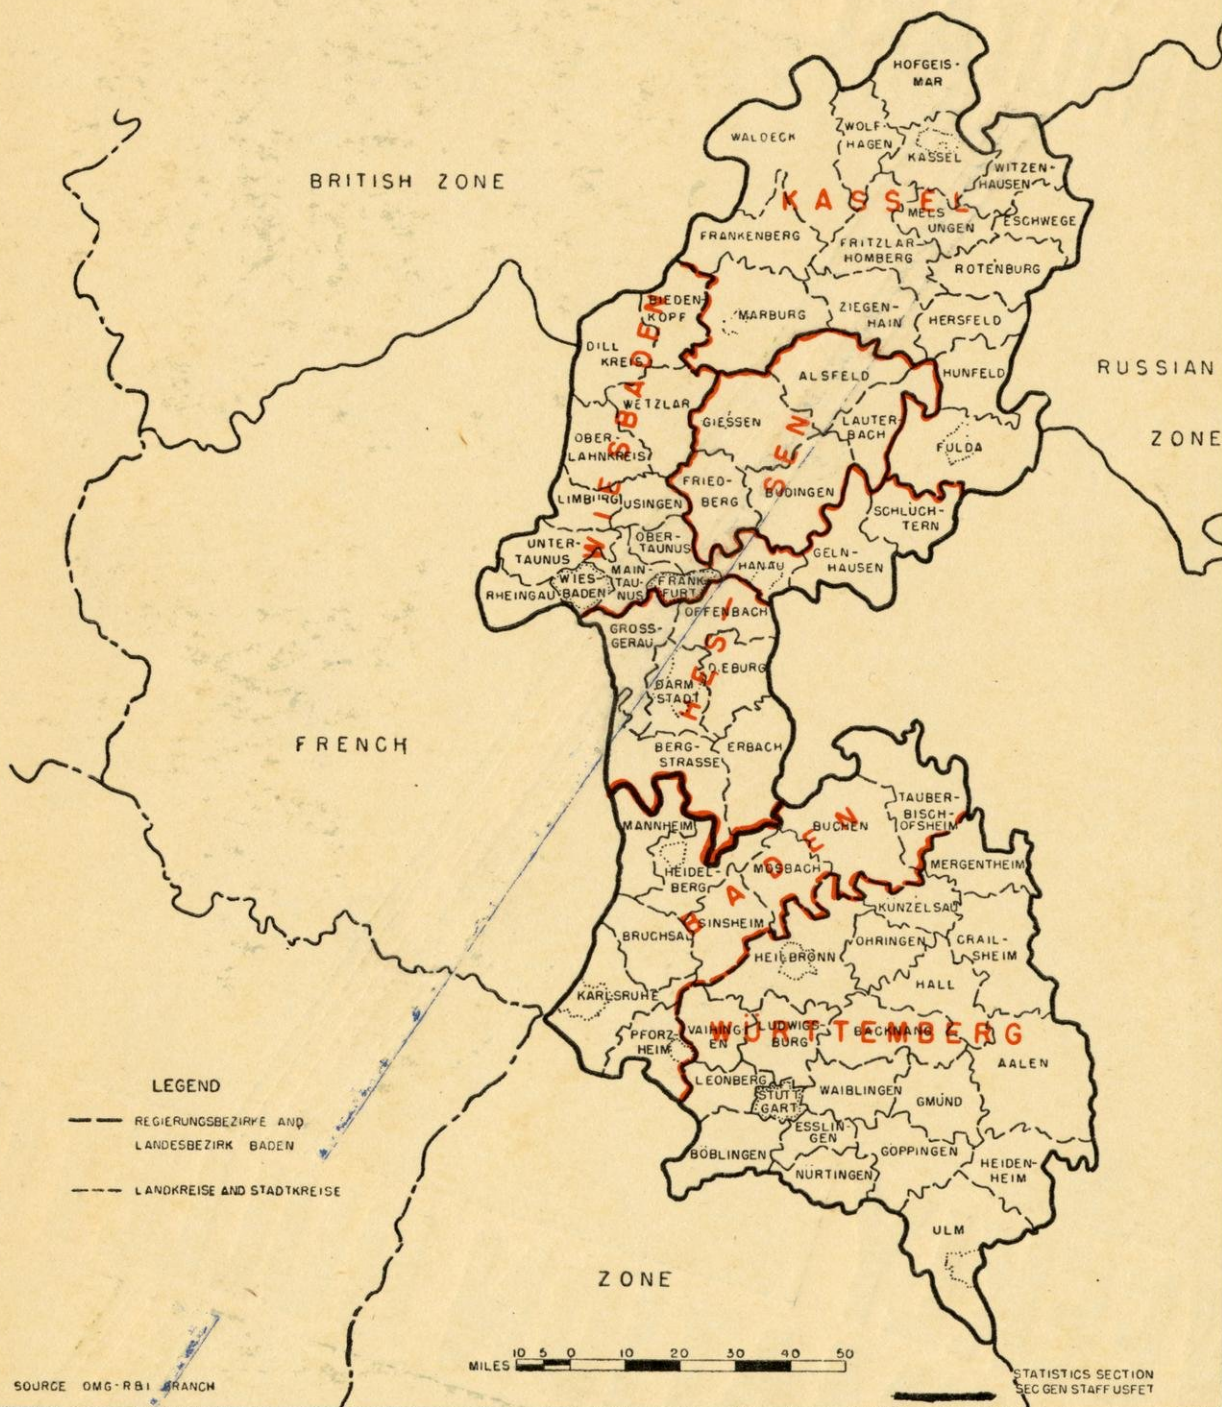 HOFGEIS-
MAR
WALDECK
WOLF-
HAGEN
KASSEL
WITZEN-
HAUSEN
BRITISH ZONE
KASSEL
MELS
UNGEN
ESCHWEGE
FRANKENBERG
FRITZLAR-
HOMBERG
ROTENBURG
BIEDEN-
KOPF
MARBURG
ZIEGEN-
HAIN
HERSFELD
DILL
KREIS
WIESBADEN
ALSFELD
HUNFELD
RUSSIAN
ZONE
WETZLAR
GIESSEN
LAUTER-
BACH
FULDA
OBER-
LAHNKREIS
FRIED-
BERG
BUDINGEN
LIMBURG
USINGEN
SCHLUCH-
TERN
UNTER-
TAUNUS
OBER-
TAUNUS
HANAU
GELN-
HAUSEN
RHEINGAU
WIES-
BADEN
MAIN-
TAU-
NUS
FRANK
FURT
OFFENBACH
GROSS-
GERAU
HESSEN
DIEBURG
DARM
STADT
FRENCH
BERG-
STRASSE
ERBACH
MANNHEIM
BUCHEN
TAUBER-
BISCH-
OFSHEIM
BADEN
HEIDEL-
BERG
MOSBACH
MERGENTHEIM
KUNZELSAU
BRUCHSAL
SINSHEIM
HEILBRONN
OHRINGEN
CRAIL-
SHEIM
HALL
KARLSRUHE
PFORZ-
HEIM
VAIHING
EN
LUDWIGS-
BURG
BACKNANG
WÜRTTEMBERG
AALEN
LEONBERG
STUTT
GART
WAIBLINGEN
GMÜND
ESSLIN-
GEN
BÖBLINGEN
NÜRTINGEN
GÖPPINGEN
HEIDEN-
HEIM
ULM
ZONE
LEGEND
REGIERUNGSBEZIRKE AND
LANDESBEZIRK BADEN
LANDKREISE AND STADTKREISE
MILES 10 5 0 10 20 30 40 50
SOURCE OMG-RBI BRANCH
STATISTICS SECTION
SEC GEN STAFF USFET